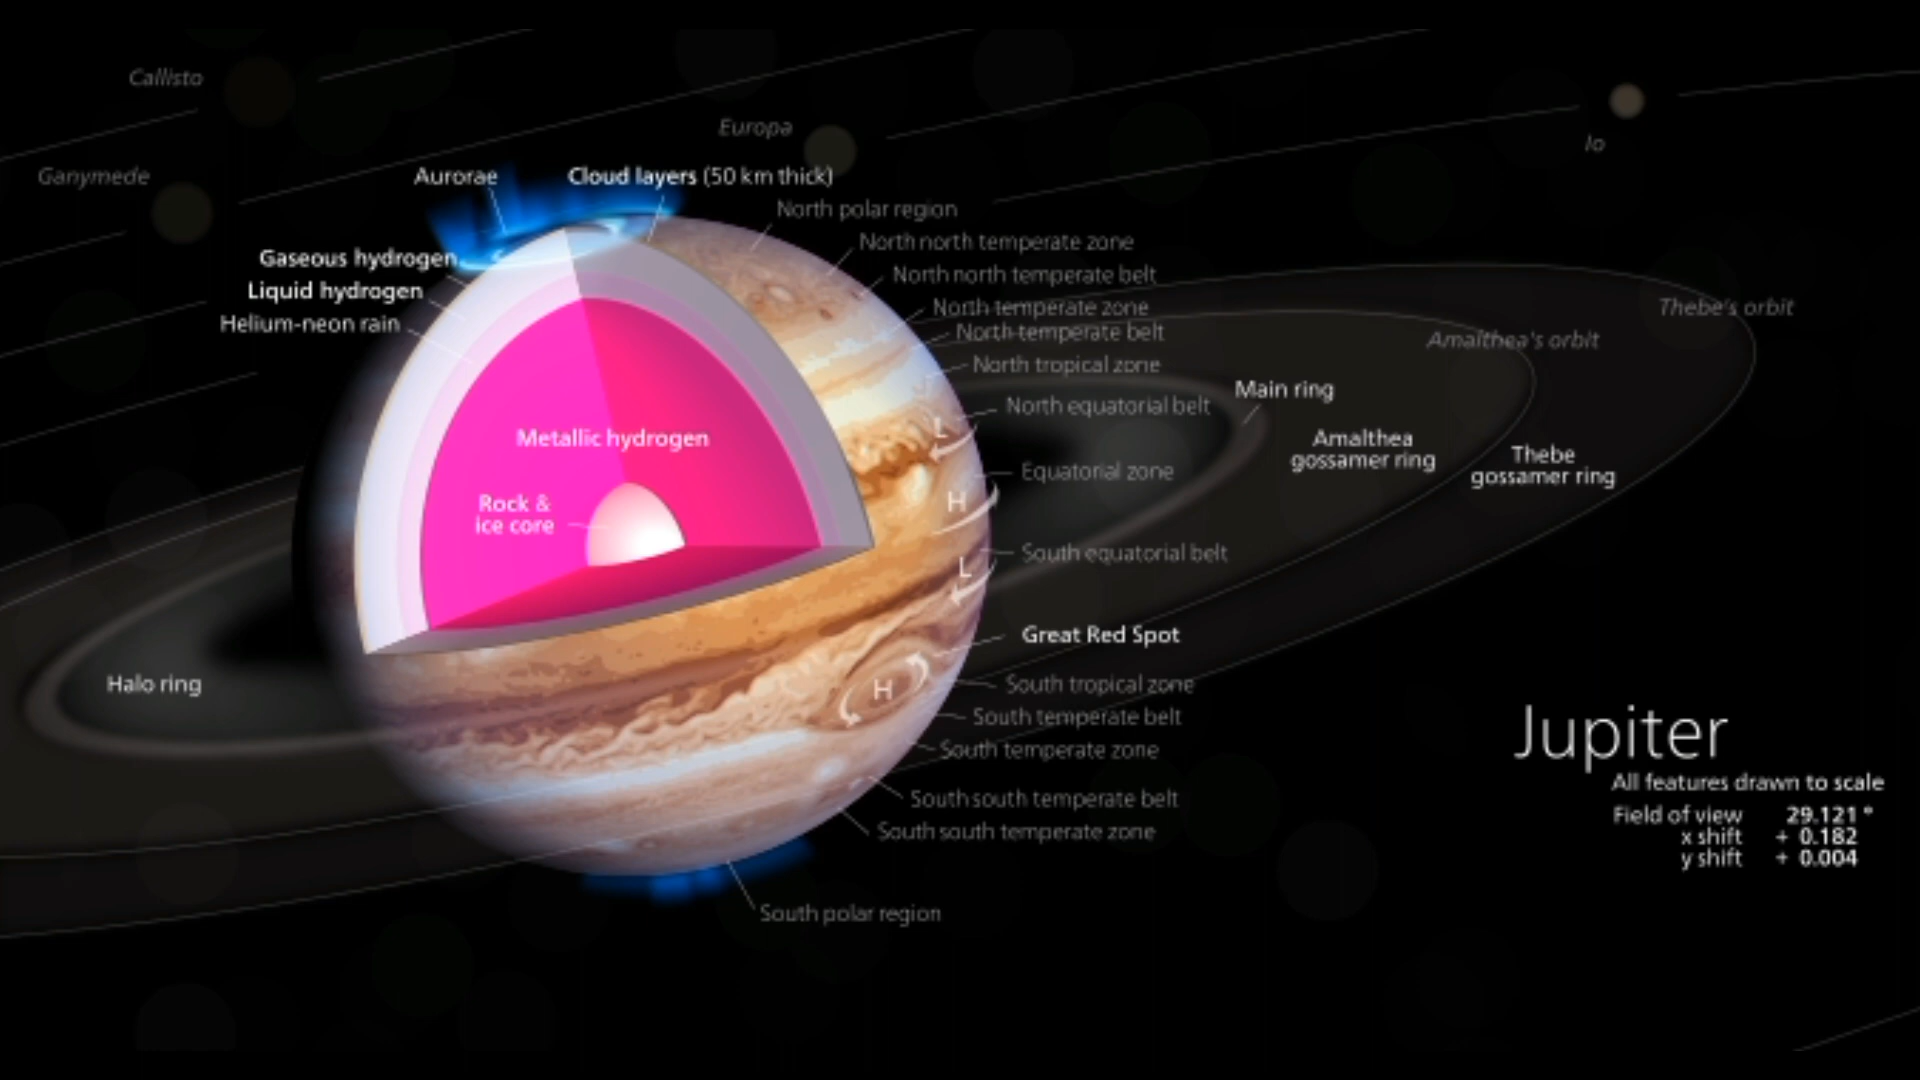 Callisto
Europa
Io
Ganymede
Aurorae
Cloud layers (50 km thick)
North polar region
North north temperate zone
Gaseous hydrogen
North north temperate belt
Liquid hydrogen
North temperate zone
Thebe's orbit
Helium-neon rain
North temperate belt
Amalthea's orbit
North tropical zone
Main ring
North equatorial belt
L
Metallic hydrogen
Amalthea
gossamer ring
Thebe
gossamer ring
Equatorial zone
H
Rock &
ice core
South equatorial belt
L
Great Red Spot
Halo ring
H
South tropical zone
South temperate belt
South temperate zone
South south temperate belt
South south temperate zone
South polar region
Jupiter
All features drawn to scale
Field of view 29.121 °
x shift + 0.182
y shift + 0.004